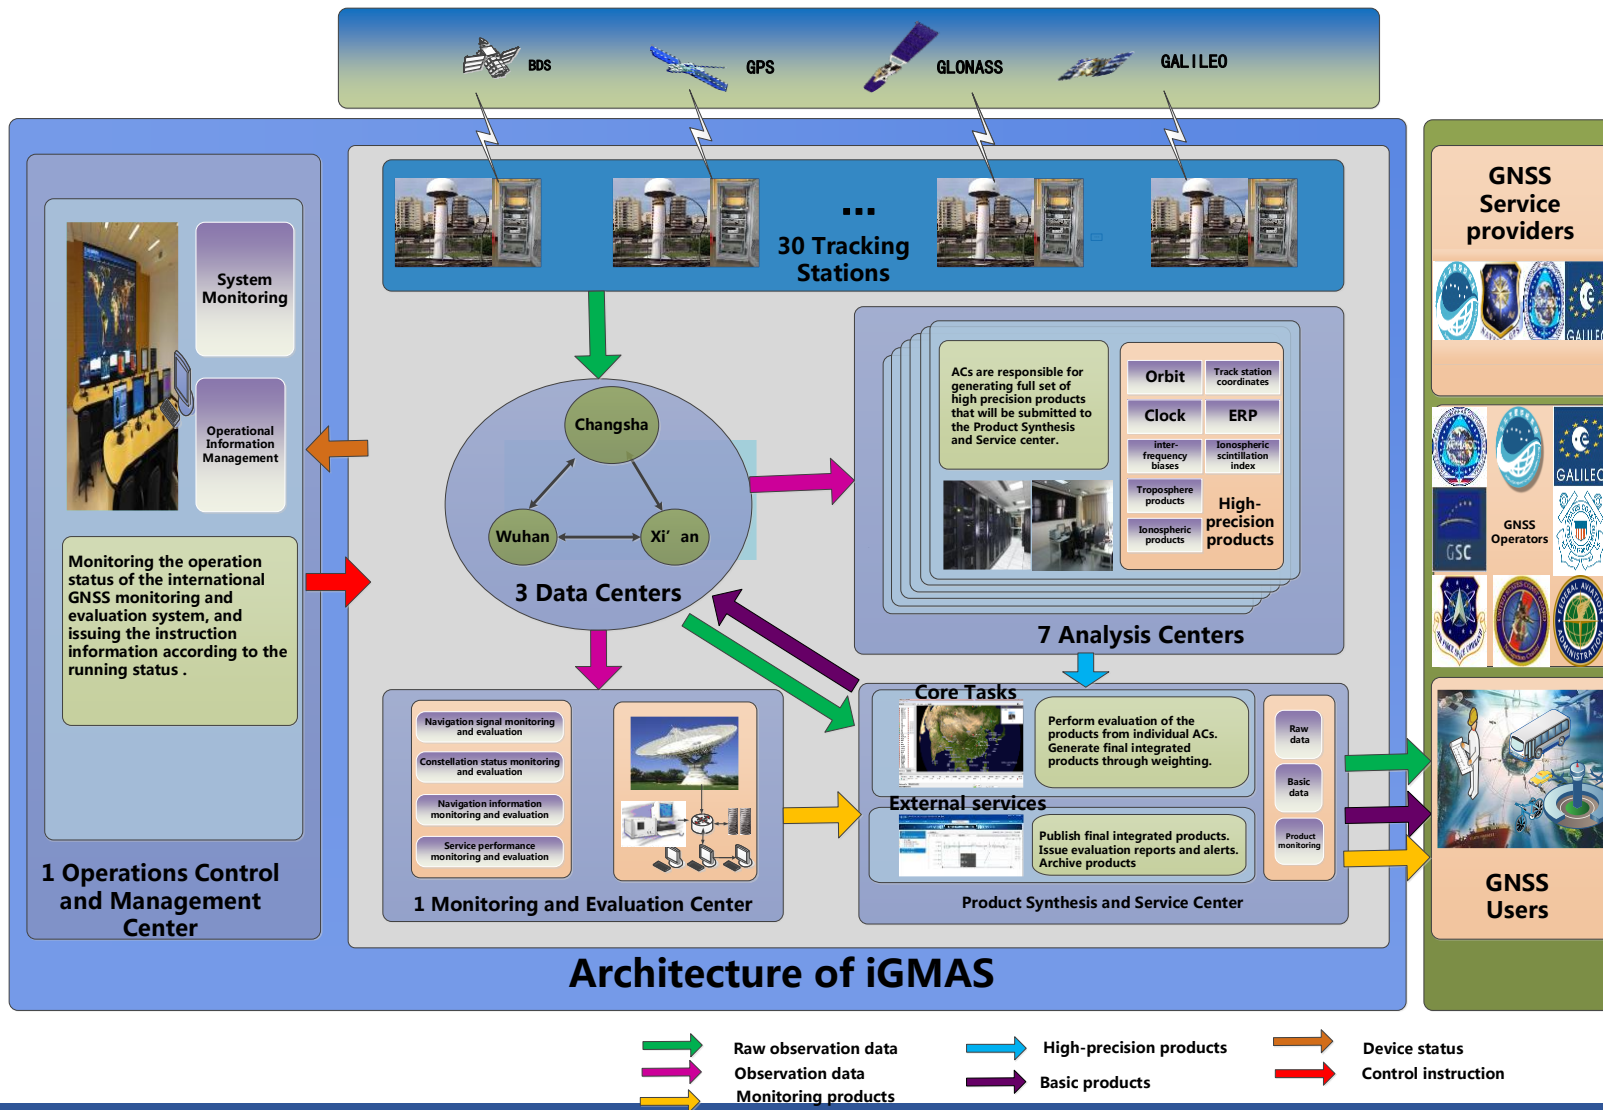 BDS
GPS
GLONASS
GALILEO
...
30 Tracking
Stations
System
Monitoring
Operational
Information
Management
Monitoring the operation
status of the international
GNSS monitoring and
evaluation system, and
issuing the instruction
information according to the
running status .
1 Operations Control
and Management
Center
Changsha
Wuhan
Xi’ an
3 Data Centers
ACs are responsible for
generating full set of
high precision products
that will be submitted to
the Product Synthesis
and Service center.
Orbit
Track station
coordinates
Clock
ERP
inter-
frequency
biases
Ionospheric
scintillation
index
Troposphere
products
Ionospheric
products
High-
precision
products
7 Analysis Centers
Navigation signal monitoring
and evaluation
Constellation status monitoring
and evaluation
Navigation information
monitoring and evaluation
Service performance
monitoring and evaluation
1 Monitoring and Evaluation Center
Core Tasks
Perform evaluation of the
products from individual ACs.
Generate final integrated
products through weighting.
External services
Publish final integrated products.
Issue evaluation reports and alerts.
Archive products
Raw
data
Basic
data
Product
monitoring
Product Synthesis and Service Center
Architecture of iGMAS
GNSS
Service
providers
GALILEO
GALILEO
GSC
GNSS
Operators
FEDERAL AVIATION
ADMINISTRATION
GNSS
Users
Raw observation data
Observation data
Monitoring products
High-precision products
Basic products
Device status
Control instruction